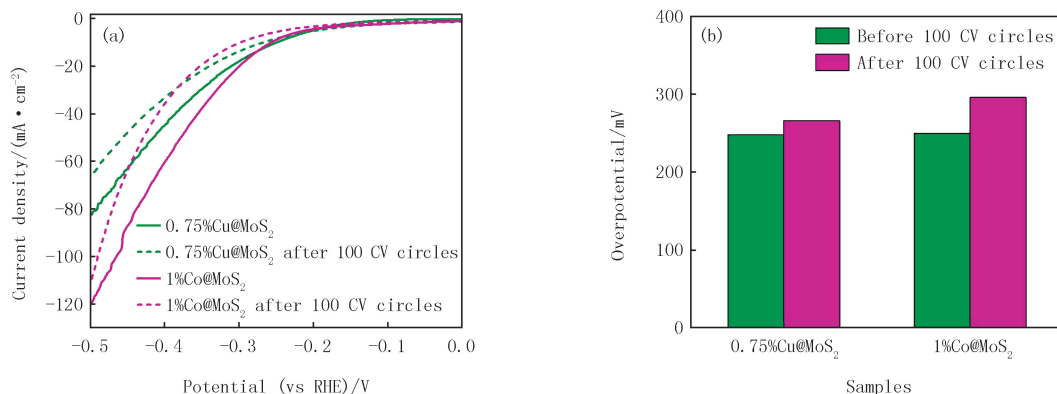 (a)
0
−20
−40
−60
−80
−100
−120
Current density/(mA·cm⁻²)
0.75%Cu@MoS₂
0.75%Cu@MoS₂ after 100 CV circles
1%Co@MoS₂
1%Co@MoS₂ after 100 CV circles
−0.5 −0.4 −0.3 −0.2 −0.1 0.0
Potential (vs RHE)/V
(b)
Before 100 CV circles
After 100 CV circles
400
300
200
100
0
Overpotential/mV
0.75%Cu@MoS₂ 1%Co@MoS₂
Samples